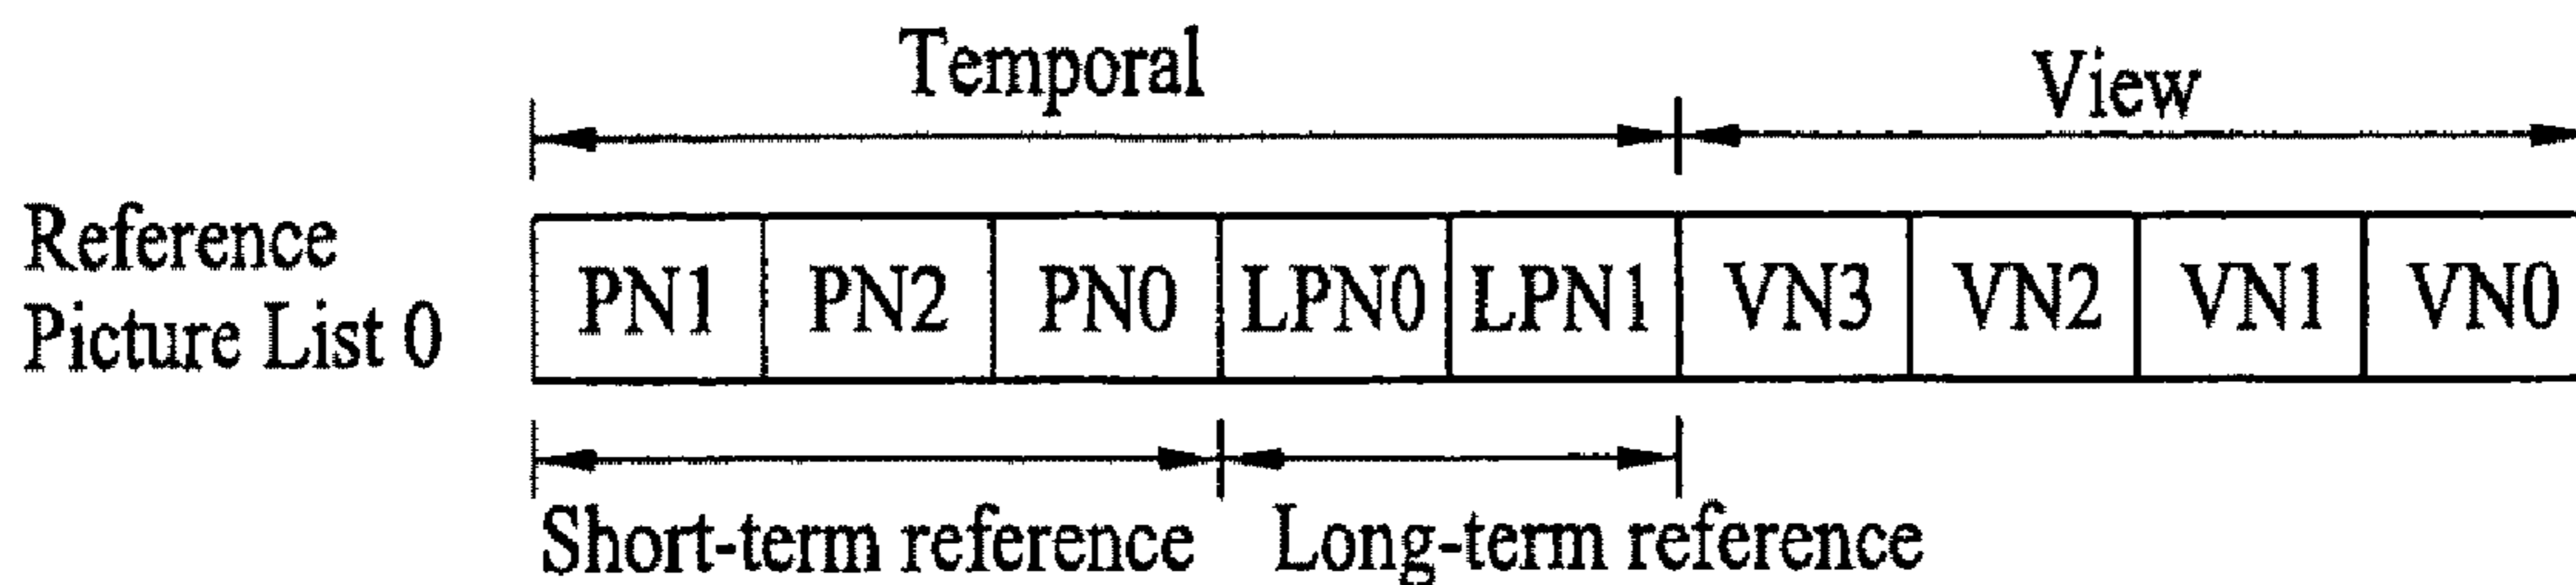 Temporal
View
Reference
Picture List 0
PN1 PN2 PN0 LPN0 LPN1 VN3 VN2 VN1 VN0
Short-term reference
Long-term reference